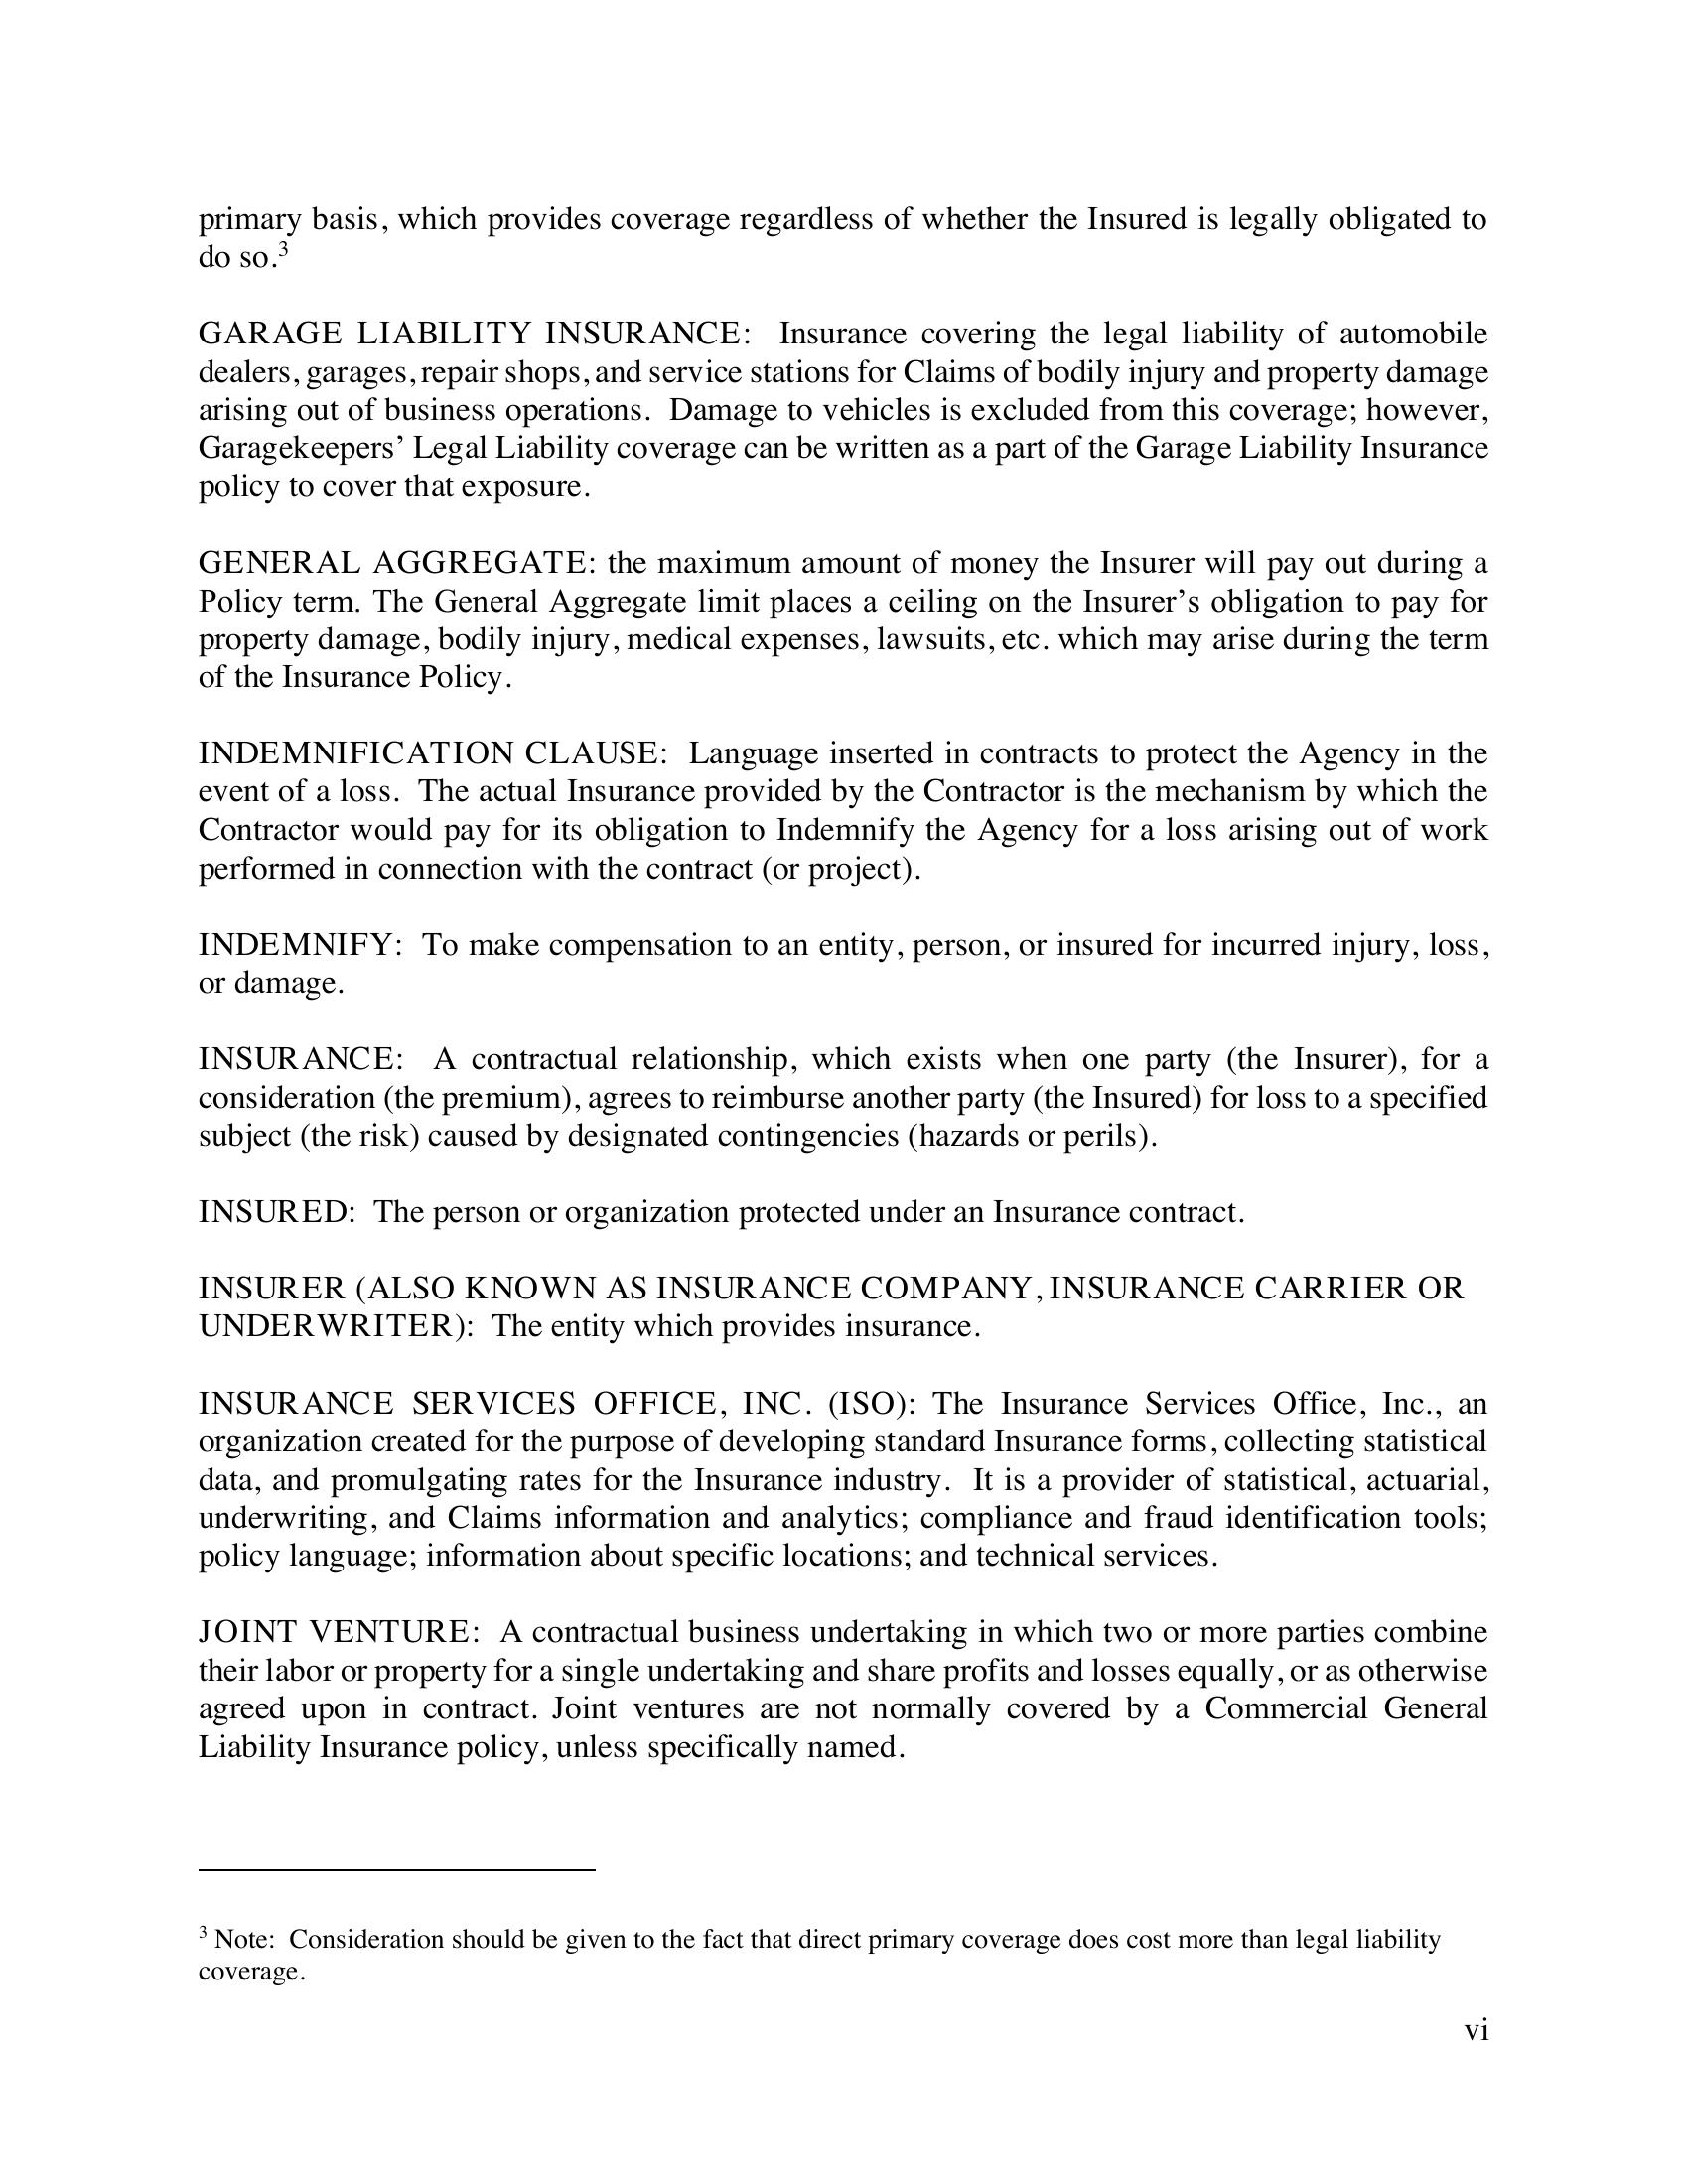 primary basis, which provides coverage regardless of whether the Insured is legally obligated to
do so.3
GARAGE LIABILITY INSURANCE:  Insurance covering the legal liability of automobile
dealers, garages, repair shops, and service stations for Claims of bodily injury and property damage
arising out of business operations.  Damage to vehicles is excluded from this coverage; however,
Garagekeepers’ Legal Liability coverage can be written as a part of the Garage Liability Insurance
policy to cover that exposure.
GENERAL AGGREGATE: the maximum amount of money the Insurer will pay out during a
Policy term. The General Aggregate limit places a ceiling on the Insurer’s obligation to pay for
property damage, bodily injury, medical expenses, lawsuits, etc. which may arise during the term
of the Insurance Policy.
INDEMNIFICATION CLAUSE:  Language inserted in contracts to protect the Agency in the
event of a loss.  The actual Insurance provided by the Contractor is the mechanism by which the
Contractor would pay for its obligation to Indemnify the Agency for a loss arising out of work
performed in connection with the contract (or project).
INDEMNIFY:  To make compensation to an entity, person, or insured for incurred injury, loss,
or damage.
INSURANCE:  A contractual relationship, which exists when one party (the Insurer), for a
consideration (the premium), agrees to reimburse another party (the Insured) for loss to a specified
subject (the risk) caused by designated contingencies (hazards or perils).
INSURED:  The person or organization protected under an Insurance contract.
INSURER (ALSO KNOWN AS INSURANCE COMPANY, INSURANCE CARRIER OR
UNDERWRITER):  The entity which provides insurance.
INSURANCE SERVICES OFFICE, INC. (ISO): The Insurance Services Office, Inc., an
organization created for the purpose of developing standard Insurance forms, collecting statistical
data, and promulgating rates for the Insurance industry.  It is a provider of statistical, actuarial,
underwriting, and Claims information and analytics; compliance and fraud identification tools;
policy language; information about specific locations; and technical services.
JOINT VENTURE:  A contractual business undertaking in which two or more parties combine
their labor or property for a single undertaking and share profits and losses equally, or as otherwise
agreed upon in contract. Joint ventures are not normally covered by a Commercial General
Liability Insurance policy, unless specifically named.
3 Note:  Consideration should be given to the fact that direct primary coverage does cost more than legal liability
coverage.
vi